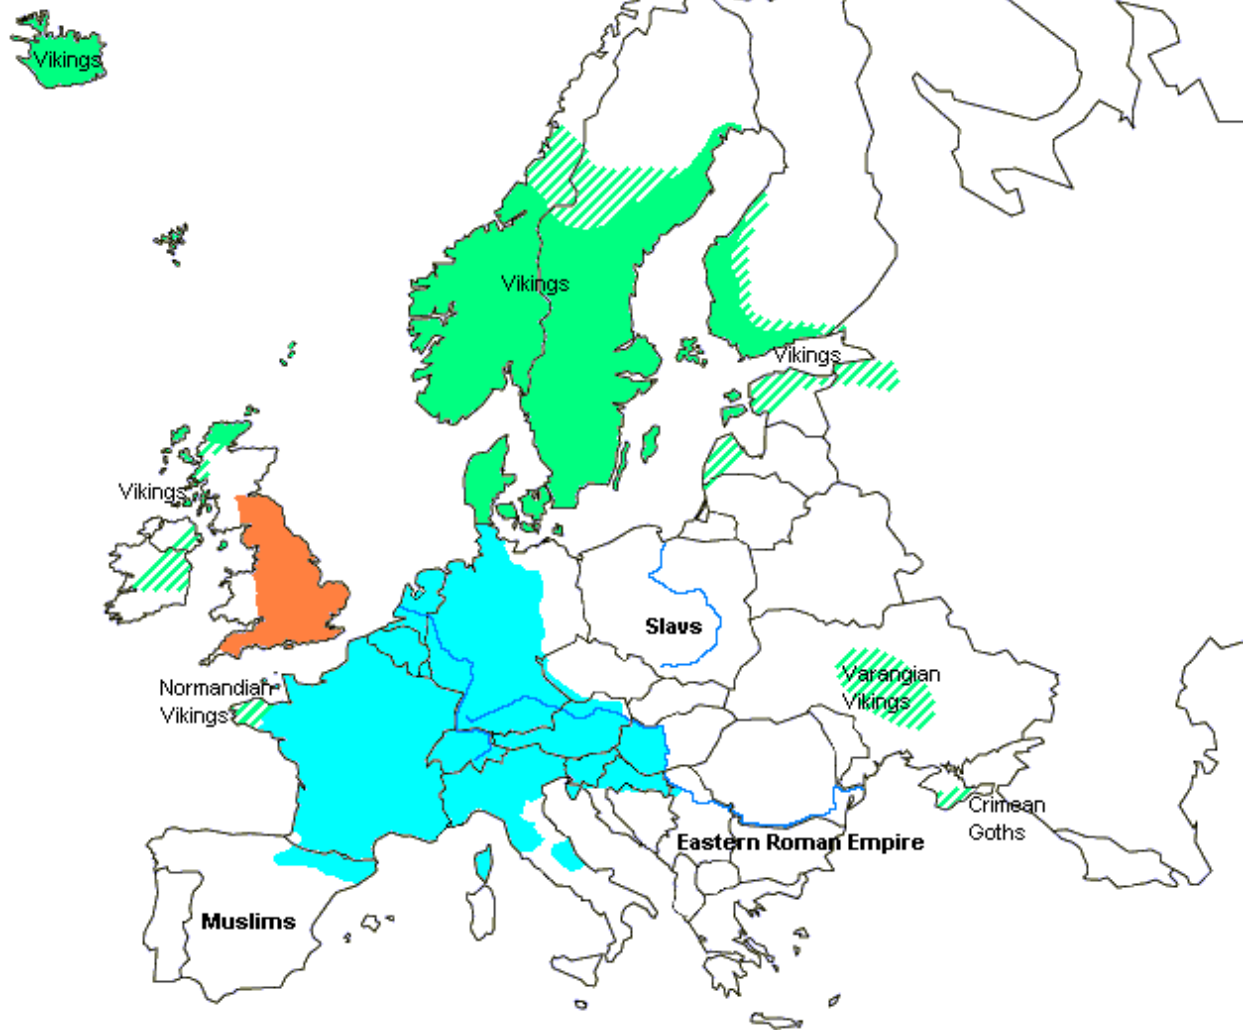 Vikings
Vikings
Vikings
Vikings
Slavs
Normandian
Vikings
Varangian
Vikings
Crimean
Goths
Eastern Roman Empire
Muslims